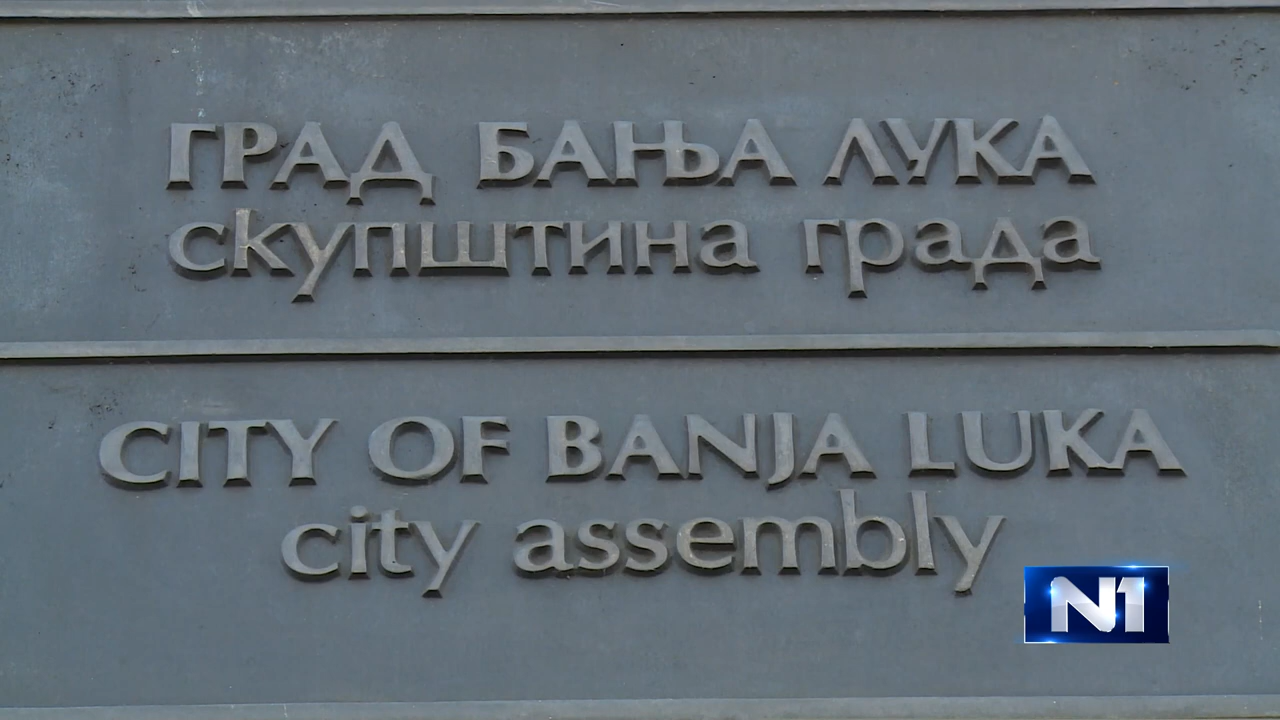 ГРАД БАЊА ЛУКА
скупштина града
CITY OF BANJA LUKA
city assembly
N1